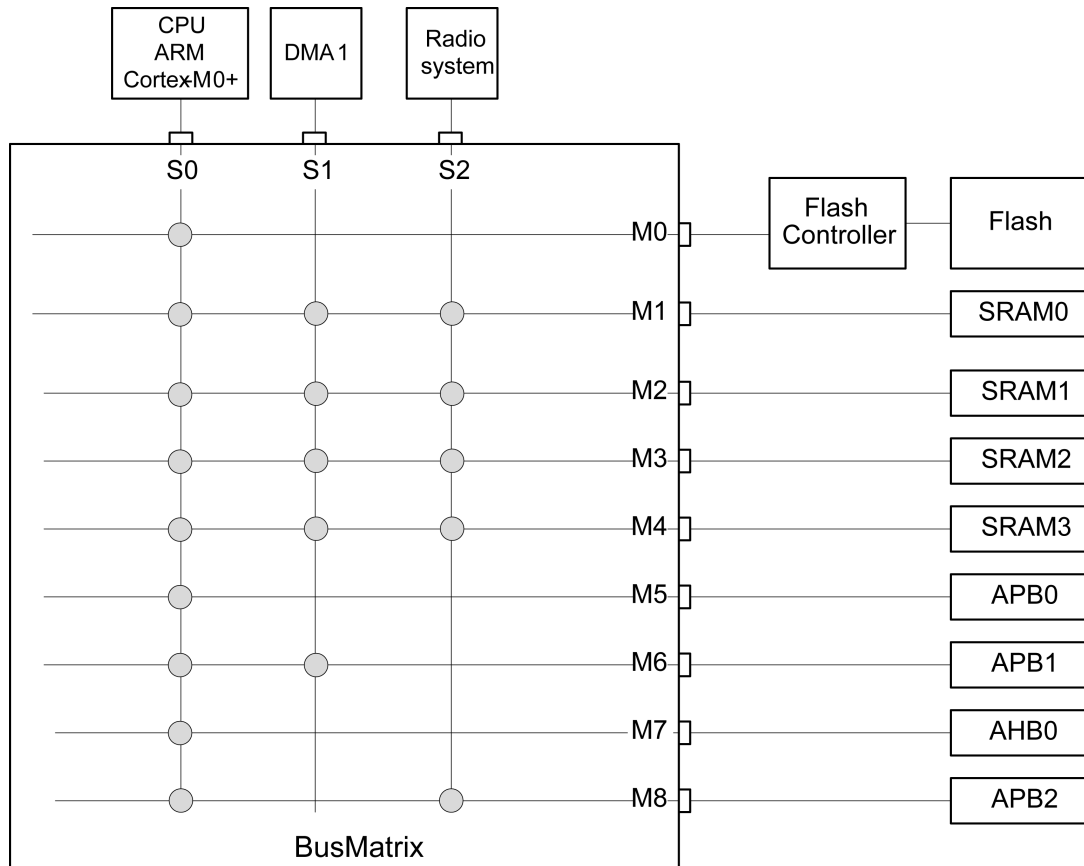 CPU
ARM
Cortex-M0+
DMA1
Radio
system
S0
S1
S2
M0
Flash
Controller
Flash
M1
SRAM0
M2
SRAM1
M3
SRAM2
M4
SRAM3
M5
APB0
M6
APB1
M7
AHB0
M8
APB2
BusMatrix